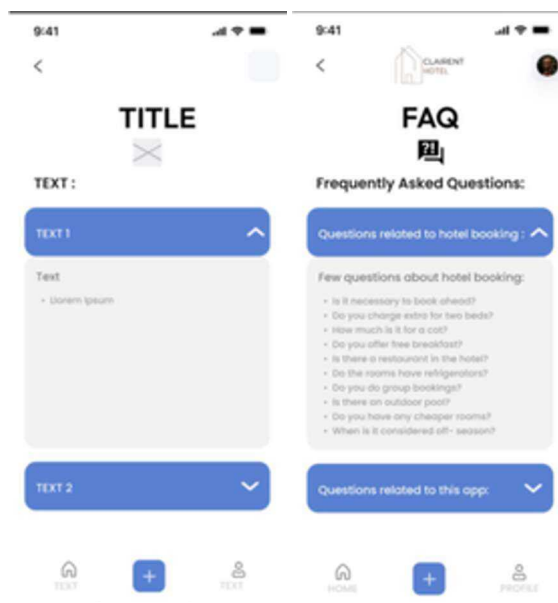 9:41
TITLE
TEXT :
TEXT 1
Text
• Lorem Ipsum
TEXT 2
TEXT
+
TEXT
9:41
CLAIRENT
HOTEL
FAQ
?!
Frequently Asked Questions:
Questions related to hotel booking :
Few questions about hotel booking:
• Is it necessary to book ahead?
• Do you charge extra for two beds?
• How much is it for a cot?
• Do you offer free breakfast?
• Is there a restaurant in the hotel?
• Do the rooms have refrigerators?
• Do you do group bookings?
• Is there an outdoor pool?
• Do you have any cheaper rooms?
• When is it considered off- season?
Questions related to this app:
HOME
+
PROFILE